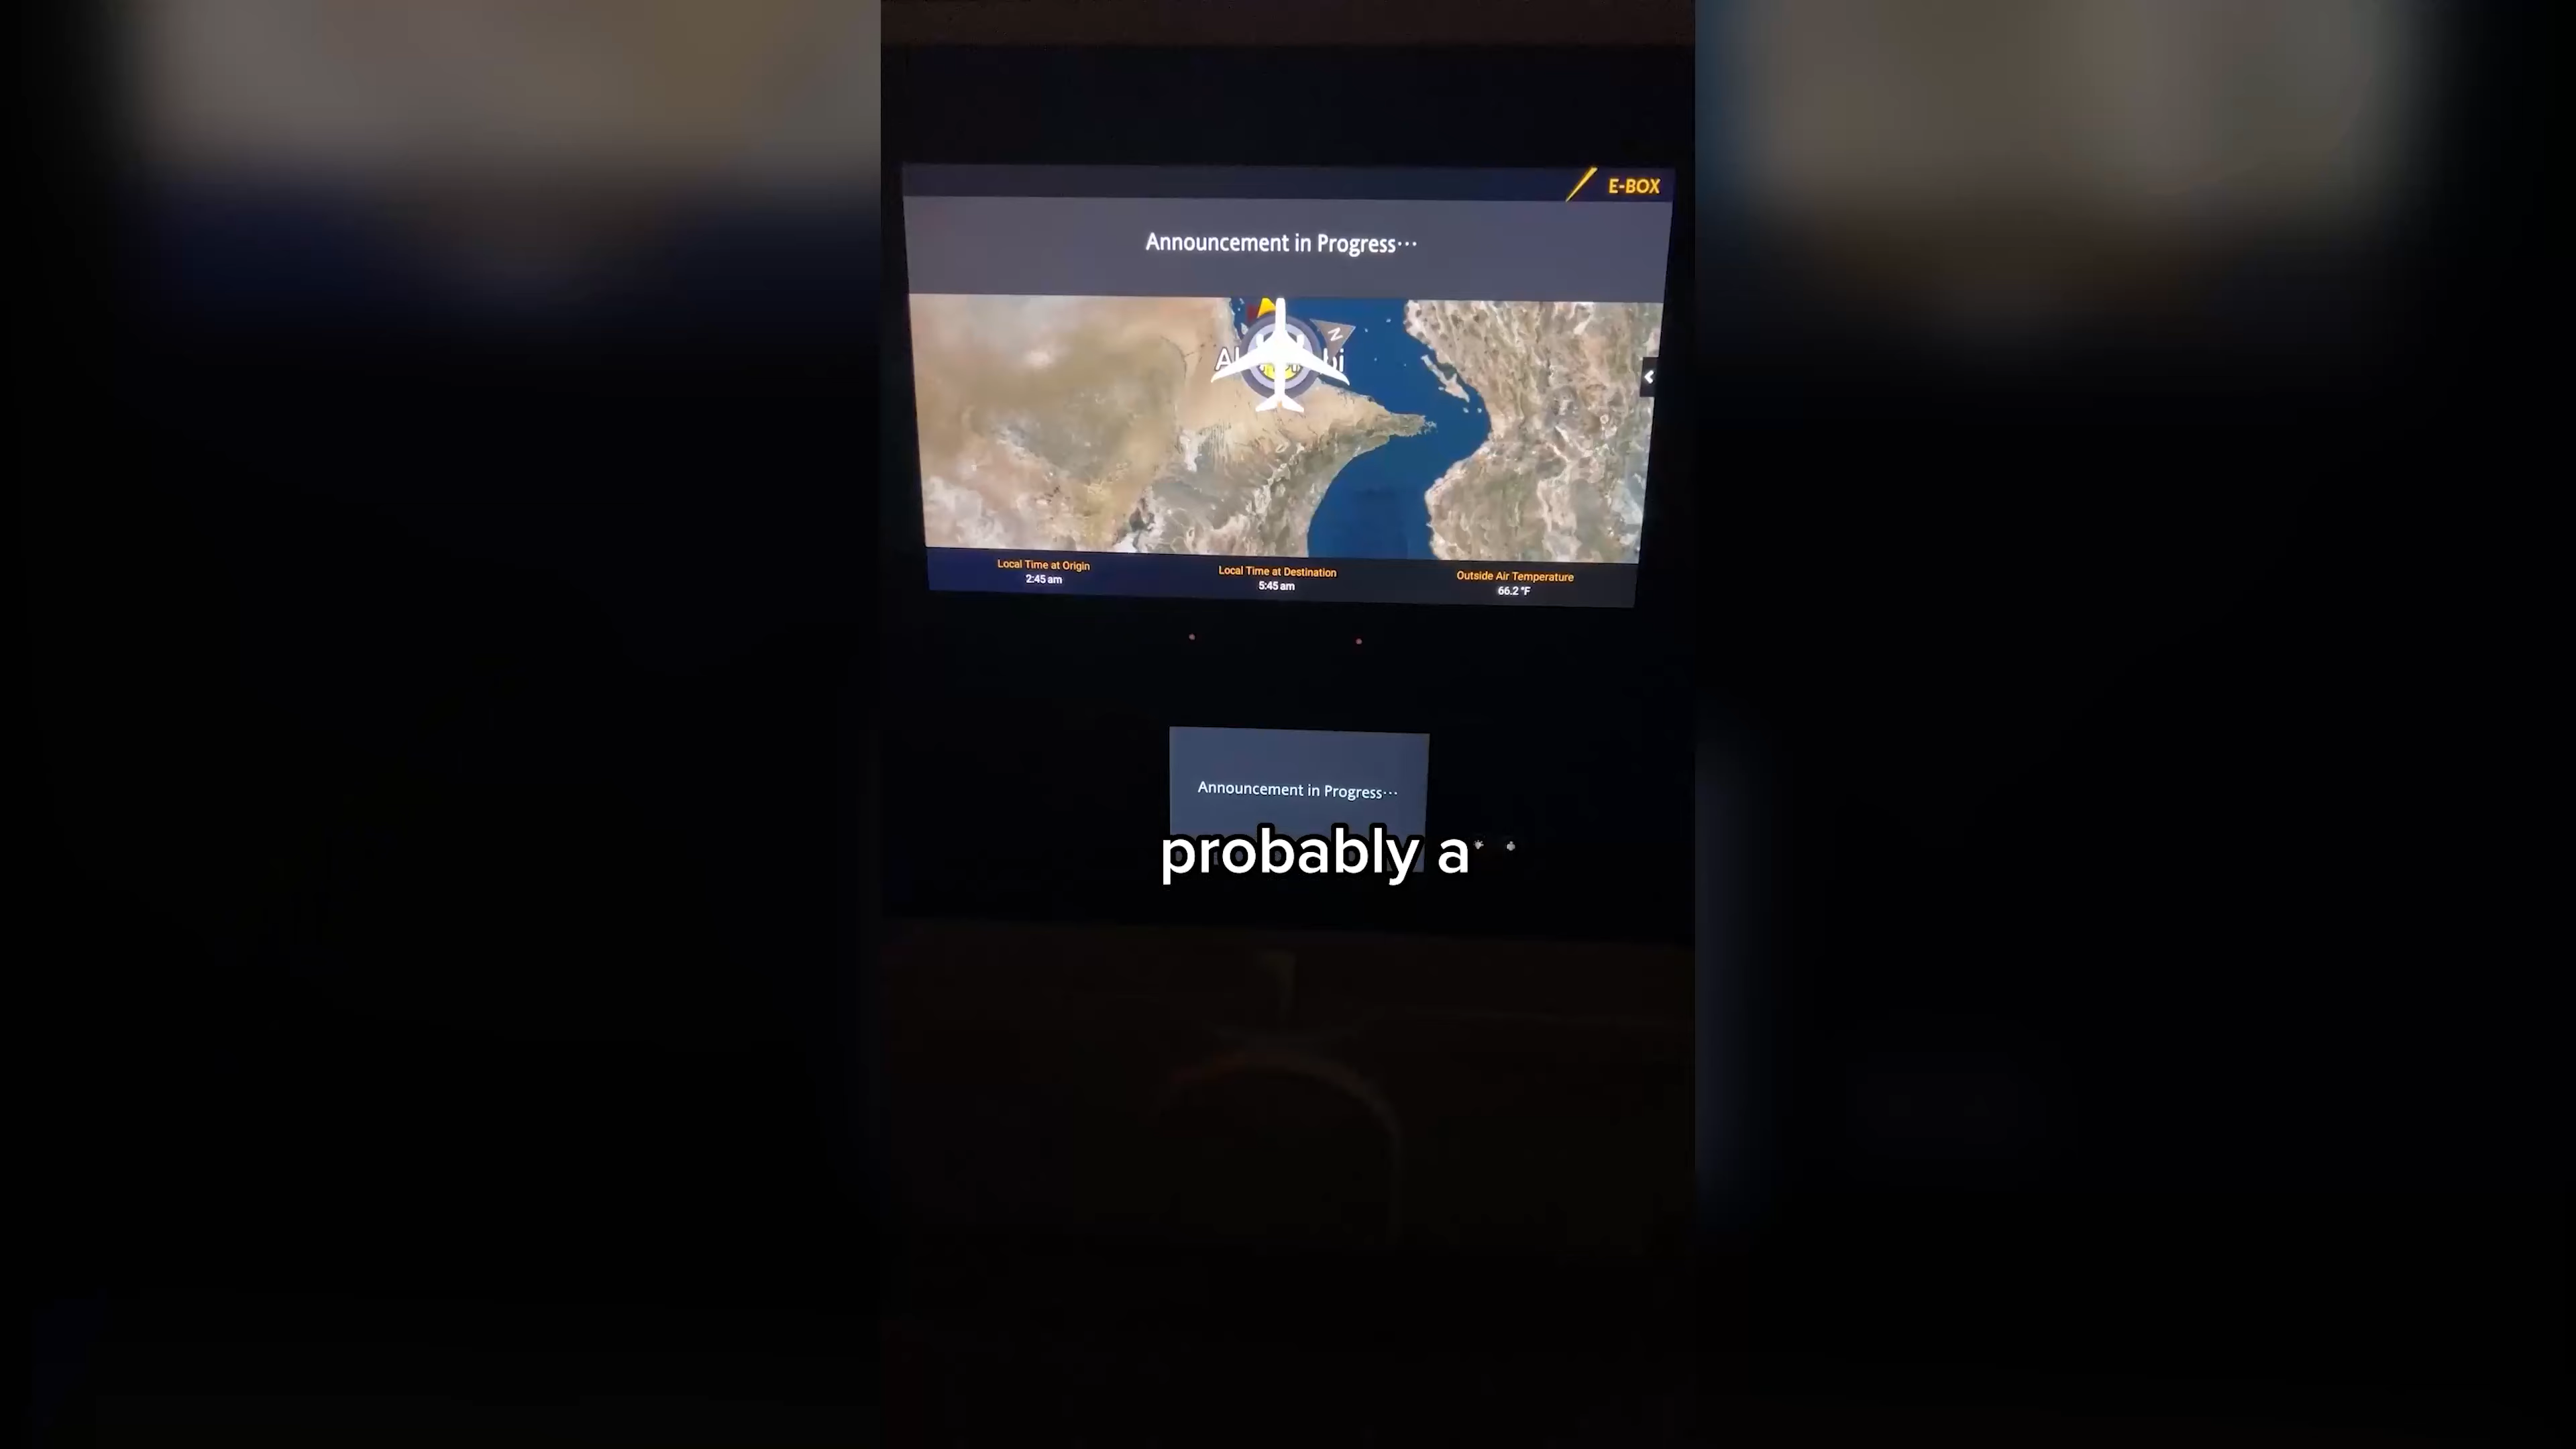 E-BOX
Announcement in Progress···
N
Local Time at Origin
2:45 am
Local Time at Destination
5:45 am
Outside Air Temperature
66.2 °F
Announcement in Progress···
probably a